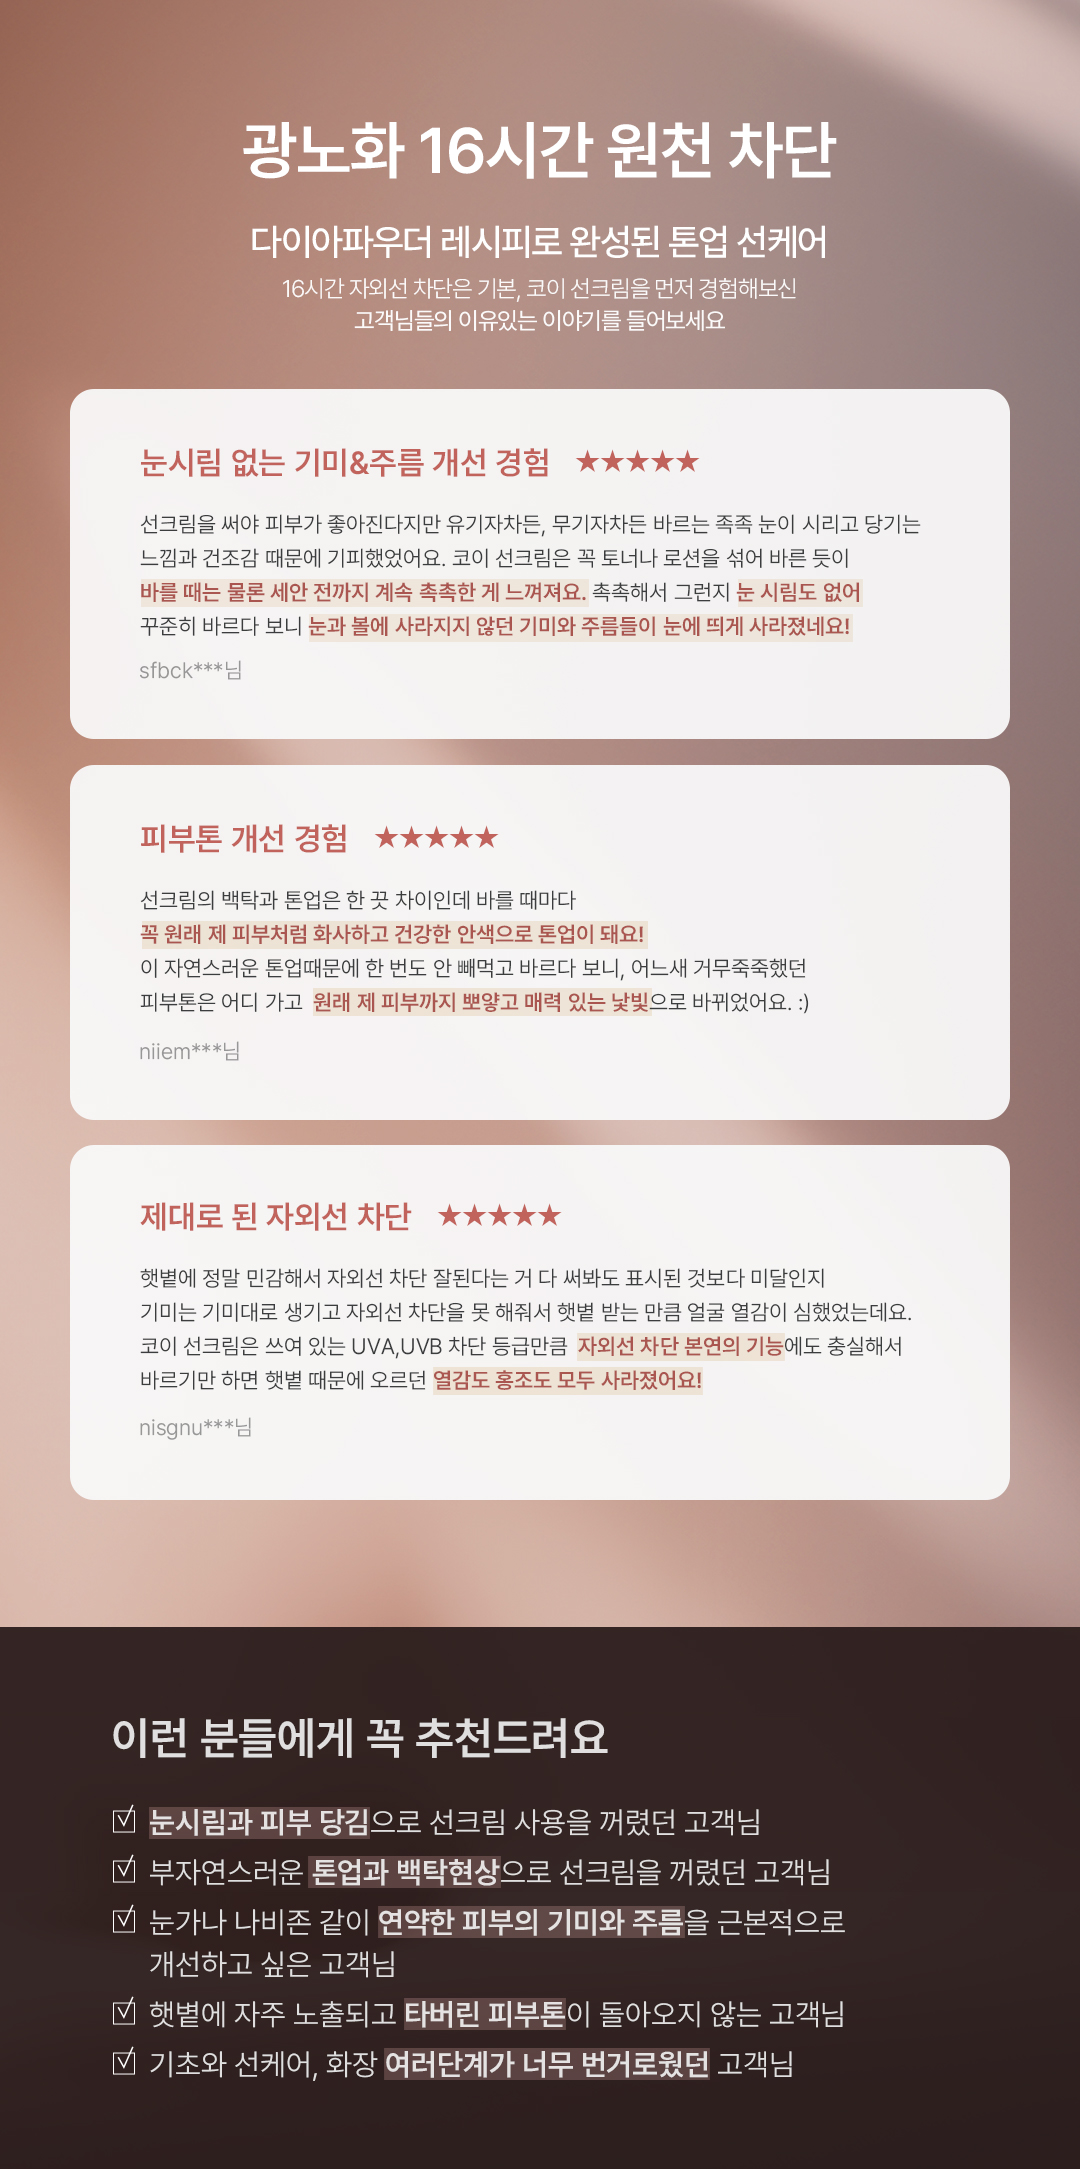 광노화 16시간 원천 차단
다이아파우더 레시피로 완성된 톤업 선케어
16시간 자외선 차단은 기본, 코이 선크림을 먼저 경험해보신
고객님들의 이유있는 이야기를 들어보세요
눈시림 없는 기미&주름 개선 경험 ★★★★★
선크림을 써야 피부가 좋아진다지만 유기자차든, 무기자차든 바르는 족족 눈이 시리고 당기는
느낌과 건조감 때문에 기피했었어요. 코이 선크림은 꼭 토너나 로션을 섞어 바른 듯이
바를 때는 물론 세안 전까지 계속 촉촉한 게 느껴져요. 촉촉해서 그런지 눈 시림도 없어
꾸준히 바르다 보니 눈과 볼에 사라지지 않던 기미와 주름들이 눈에 띄게 사라졌네요!
sfbck***님
피부톤 개선 경험 ★★★★★
선크림의 백탁과 톤업은 한 끗 차이인데 바를 때마다
꼭 원래 제 피부처럼 화사하고 건강한 안색으로 톤업이 돼요!
이 자연스러운 톤업때문에 한 번도 안 빼먹고 바르다 보니, 어느새 거무죽죽했던
피부톤은 어디 가고 원래 제 피부까지 뽀얗고 매력 있는 낯빛으로 바뀌었어요. :)
niiem***님
제대로 된 자외선 차단 ★★★★★
햇볕에 정말 민감해서 자외선 차단 잘된다는 거 다 써봐도 표시된 것보다 미달인지
기미는 기미대로 생기고 자외선 차단을 못 해줘서 햇볕 받는 만큼 얼굴 열감이 심했었는데요.
코이 선크림은 쓰여 있는 UVA,UVB 차단 등급만큼 자외선 차단 본연의 기능에도 충실해서
바르기만 하면 햇볕 때문에 오르던 열감도 홍조도 모두 사라졌어요!
nisgnu***님
이런 분들에게 꼭 추천드려요
☑ 눈시림과 피부 당김으로 선크림 사용을 꺼렸던 고객님
☑ 부자연스러운 톤업과 백탁현상으로 선크림을 꺼렸던 고객님
☑ 눈가나 나비존 같이 연약한 피부의 기미와 주름을 근본적으로
개선하고 싶은 고객님
☑ 햇볕에 자주 노출되고 타버린 피부톤이 돌아오지 않는 고객님
☑ 기초와 선케어, 화장 여러단계가 너무 번거로웠던 고객님